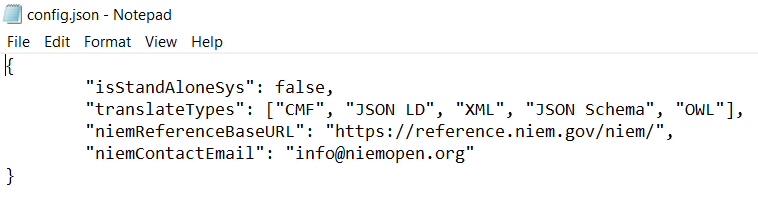 config.json - Notepad
File Edit Format View Help
{
"isStandAloneSys": false,
"translateTypes": ["CMF", "JSON LD", "XML", "JSON Schema", "OWL"],
"niemReferenceBaseURL": "https://reference.niem.gov/niem/",
"niemContactEmail": "info@niemopen.org"
}